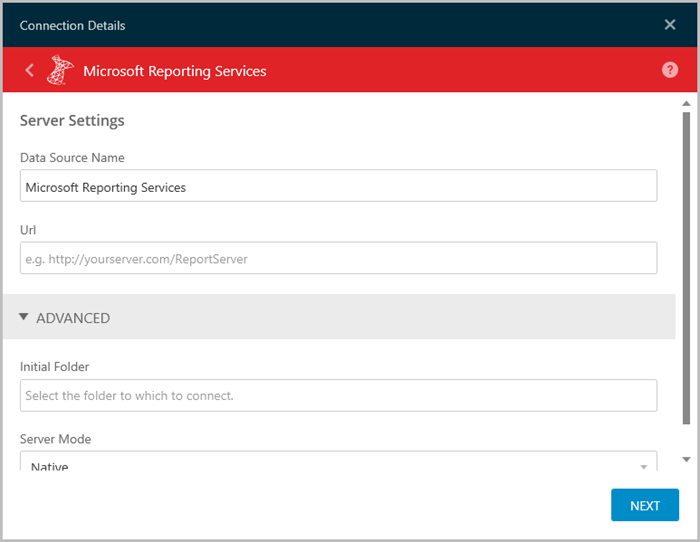 Connection Details
Microsoft Reporting Services
?
Server Settings
Data Source Name
Microsoft Reporting Services
Url
e.g. http://yourserver.com/ReportServer
ADVANCED
Initial Folder
Select the folder to which to connect.
Server Mode
Native
NEXT